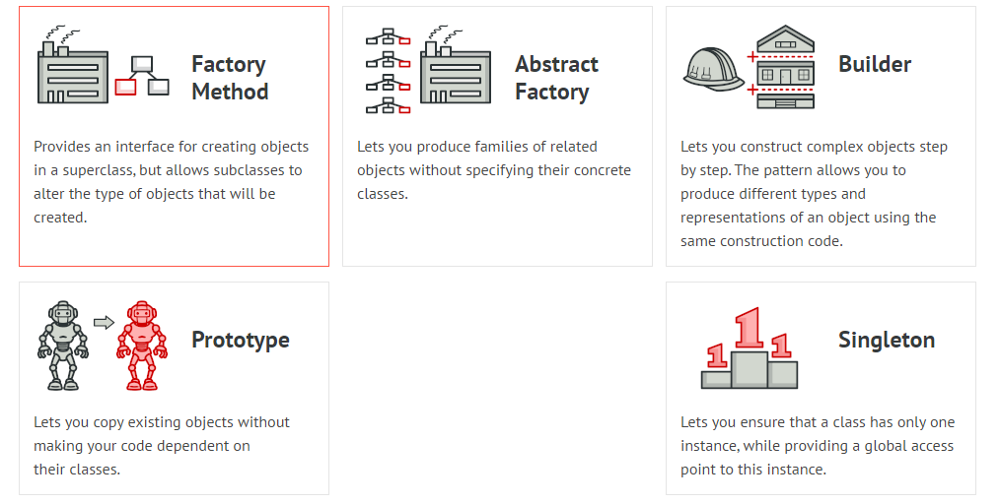 Factory
Method
Provides an interface for creating objects
in a superclass, but allows subclasses to
alter the type of objects that will be
created.
Abstract
Factory
Lets you produce families of related
objects without specifying their concrete
classes.
Builder
Lets you construct complex objects step
by step. The pattern allows you to
produce different types and
representations of an object using the
same construction code.
Prototype
Lets you copy existing objects without
making your code dependent on
their classes.
1 1 1
Singleton
Lets you ensure that a class has only one
instance, while providing a global access
point to this instance.